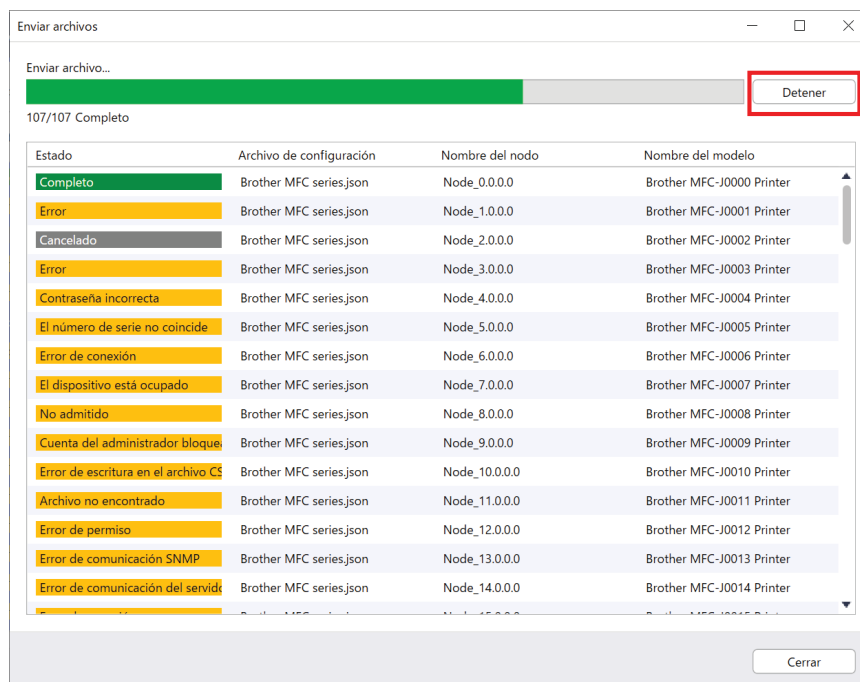 Enviar archivos
Enviar archivo...
Detener
107/107 Completo
Estado Archivo de configuración Nombre del nodo Nombre del modelo
Completo Brother MFC series.json Node_0.0.0.0 Brother MFC-J0000 Printer
Error Brother MFC series.json Node_1.0.0.0 Brother MFC-J0001 Printer
Cancelado Brother MFC series.json Node_2.0.0.0 Brother MFC-J0002 Printer
Error Brother MFC series.json Node_3.0.0.0 Brother MFC-J0003 Printer
Contraseña incorrecta Brother MFC series.json Node_4.0.0.0 Brother MFC-J0004 Printer
El número de serie no coincide Brother MFC series.json Node_5.0.0.0 Brother MFC-J0005 Printer
Error de conexión Brother MFC series.json Node_6.0.0.0 Brother MFC-J0006 Printer
El dispositivo está ocupado Brother MFC series.json Node_7.0.0.0 Brother MFC-J0007 Printer
No admitido Brother MFC series.json Node_8.0.0.0 Brother MFC-J0008 Printer
Cuenta del administrador bloquea Brother MFC series.json Node_9.0.0.0 Brother MFC-J0009 Printer
Error de escritura en el archivo CS Brother MFC series.json Node_10.0.0.0 Brother MFC-J0010 Printer
Archivo no encontrado Brother MFC series.json Node_11.0.0.0 Brother MFC-J0011 Printer
Error de permiso Brother MFC series.json Node_12.0.0.0 Brother MFC-J0012 Printer
Error de comunicación SNMP Brother MFC series.json Node_13.0.0.0 Brother MFC-J0013 Printer
Error de comunicación del servido Brother MFC series.json Node_14.0.0.0 Brother MFC-J0014 Printer
Cerrar